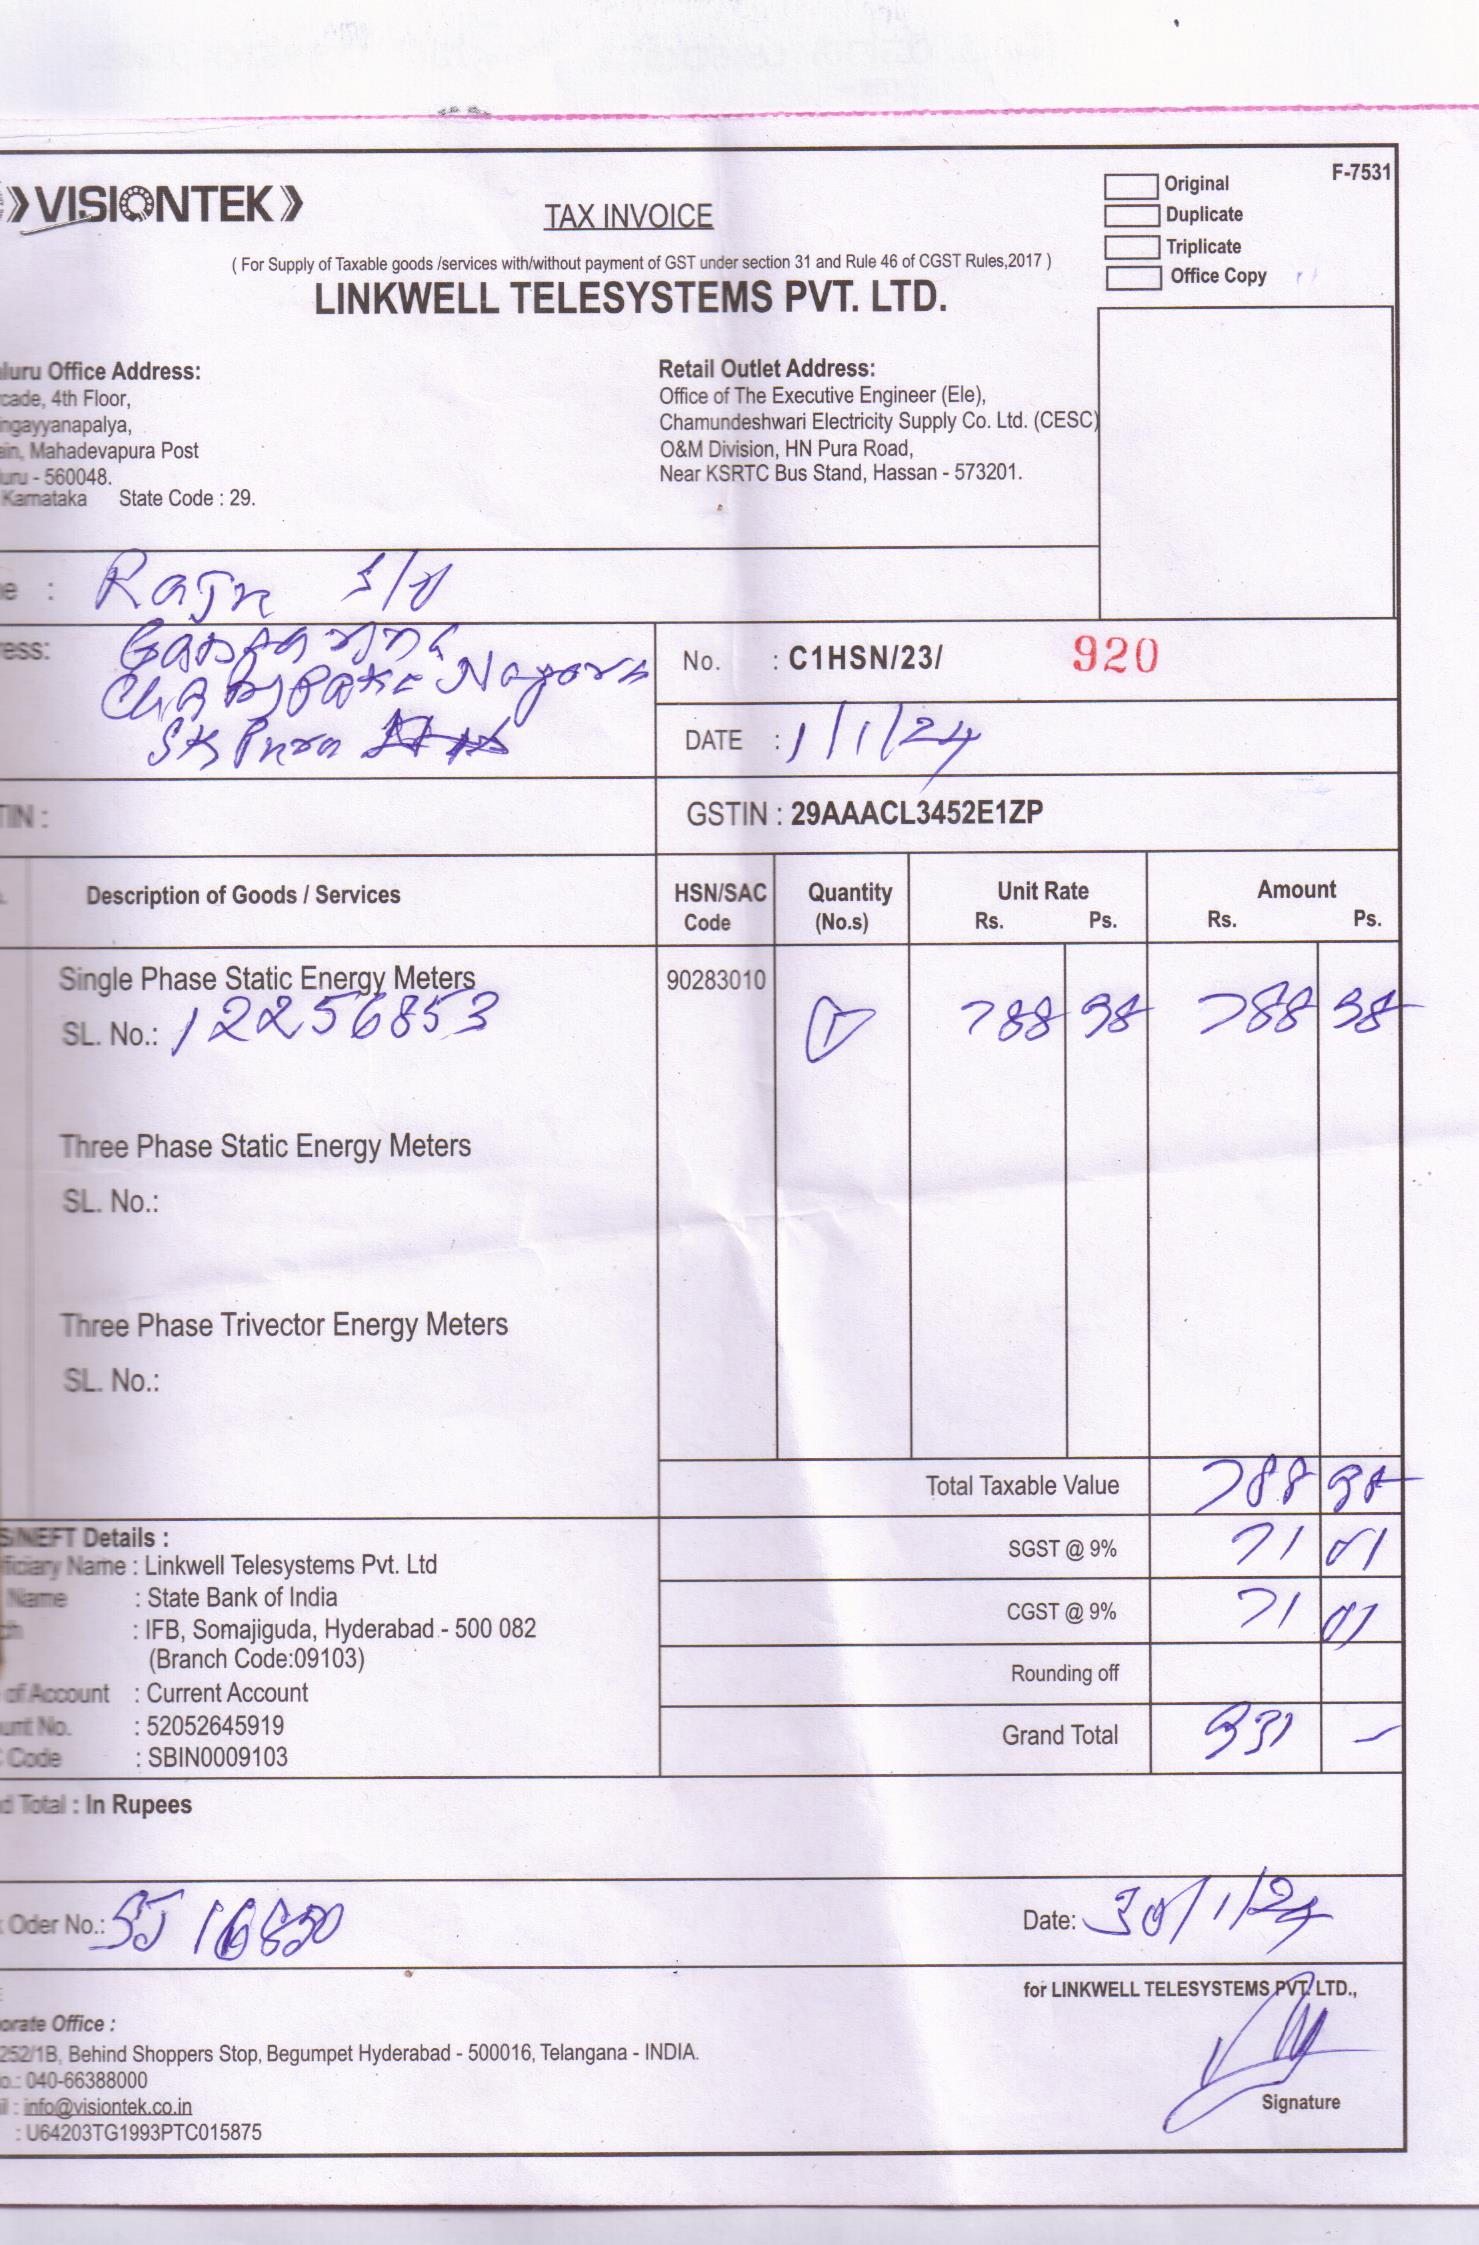 VISIONTEK
TAX INVOICE
F-7531
Original
Duplicate
Triplicate
Office Copy
( For Supply of Taxable goods /services with/without payment of GST under section 31 and Rule 46 of CGST Rules,2017 )
LINKWELL TELESYSTEMS PVT. LTD.
luru Office Address:
cade, 4th Floor,
ngayyanapalya,
ain, Mahadevapura Post
uru - 560048.
Karnataka State Code : 29.
Retail Outlet Address:
Office of The Executive Engineer (Ele),
Chamundeshwari Electricity Supply Co. Ltd. (CESC)
O&M Division, HN Pura Road,
Near KSRTC Bus Stand, Hassan - 573201.
e : Raju S/o
ress:
No. : C1HSN/23/ 920
DATE : 1/1/24
TIN :
GSTIN : 29AAACL3452E1ZP
Description of Goods / Services
HSN/SAC Code
Quantity (No.s)
Unit Rate Rs. Ps.
Amount Rs. Ps.
Single Phase Static Energy Meters 90283010 1 788 98 788 98
SL. No.: 12256853
Three Phase Static Energy Meters
SL. No.:
Three Phase Trivector Energy Meters
SL. No.:
Total Taxable Value 788 98
SGST @ 9% 71 01
CGST @ 9% 71 01
Rounding off
Grand Total 931 -
S/NEFT Details :
ficiary Name : Linkwell Telesystems Pvt. Ltd
Name : State Bank of India
ch : IFB, Somajiguda, Hyderabad - 500 082
(Branch Code:09103)
of Account : Current Account
unt No. : 52052645919
Code : SBIN0009103
d Total : In Rupees
Oder No.: SJ 16850
Date: 30/1/24
for LINKWELL TELESYSTEMS PVT. LTD.,
orate Office :
252/1B, Behind Shoppers Stop, Begumpet Hyderabad - 500016, Telangana - INDIA.
o.: 040-66388000
il : info@visiontek.co.in
: U64203TG1993PTC015875
Signature